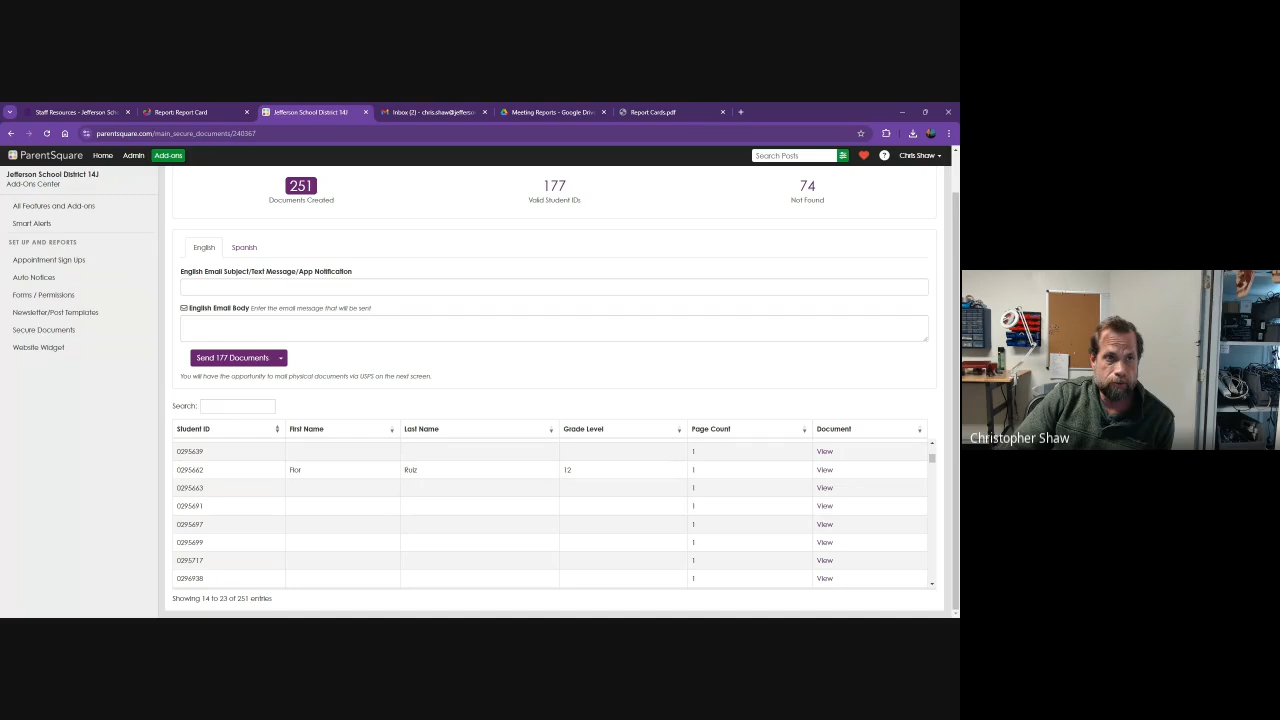 Staff Resources - Jefferson Scho
Report: Report Card
Jefferson School District 14J
Inbox (2) - chris.shaw@jefferso
Meeting Reports - Google Driv
Report Cards.pdf
parentsquare.com/main_secure_documents/240367
ParentSquare
Home
Admin
Add-ons
Search Posts
Chris Shaw
Jefferson School District 14J
Add-Ons Center
All Features and Add-ons
Smart Alerts
SET UP AND REPORTS
Appointment Sign Ups
Auto Notices
Forms / Permissions
Newsletter/Post Templates
Secure Documents
Website Widget
251
Documents Created
177
Valid Student IDs
74
Not Found
English
Spanish
English Email Subject/Text Message/App Notification
English Email Body Enter the email message that will be sent
Send 177 Documents
You will have the opportunity to mail physical documents via USPS on the next screen.
Search:
Student ID First Name Last Name Grade Level Page Count Document
0295639 1 View
0295662 Flor Ruiz 12 1 View
0295663 1 View
0295691 1 View
0295697 1 View
0295699 1 View
0295717 1 View
0296938 1 View
Showing 14 to 23 of 251 entries
Christopher Shaw